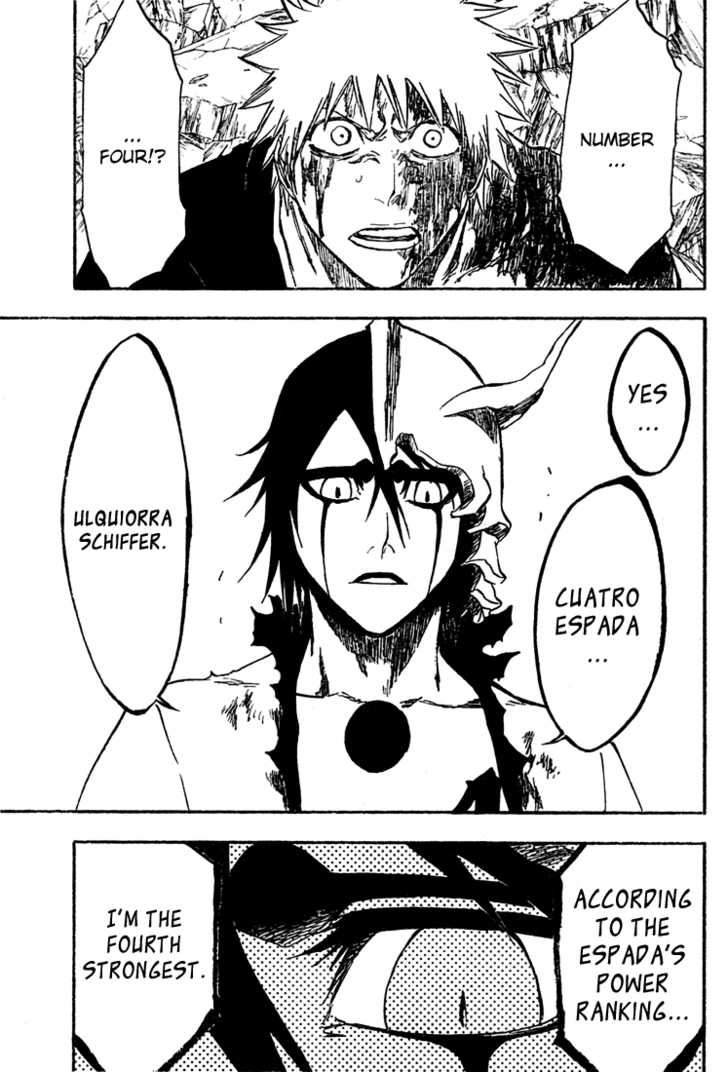 NUMBER
...
...
FOUR!?
YES
...
CUATRO
ESPADA
...
ULQUIORRA
SCHIFFER.
ACCORDING
TO THE
ESPADA'S
POWER
RANKING...
I'M THE
FOURTH
STRONGEST.